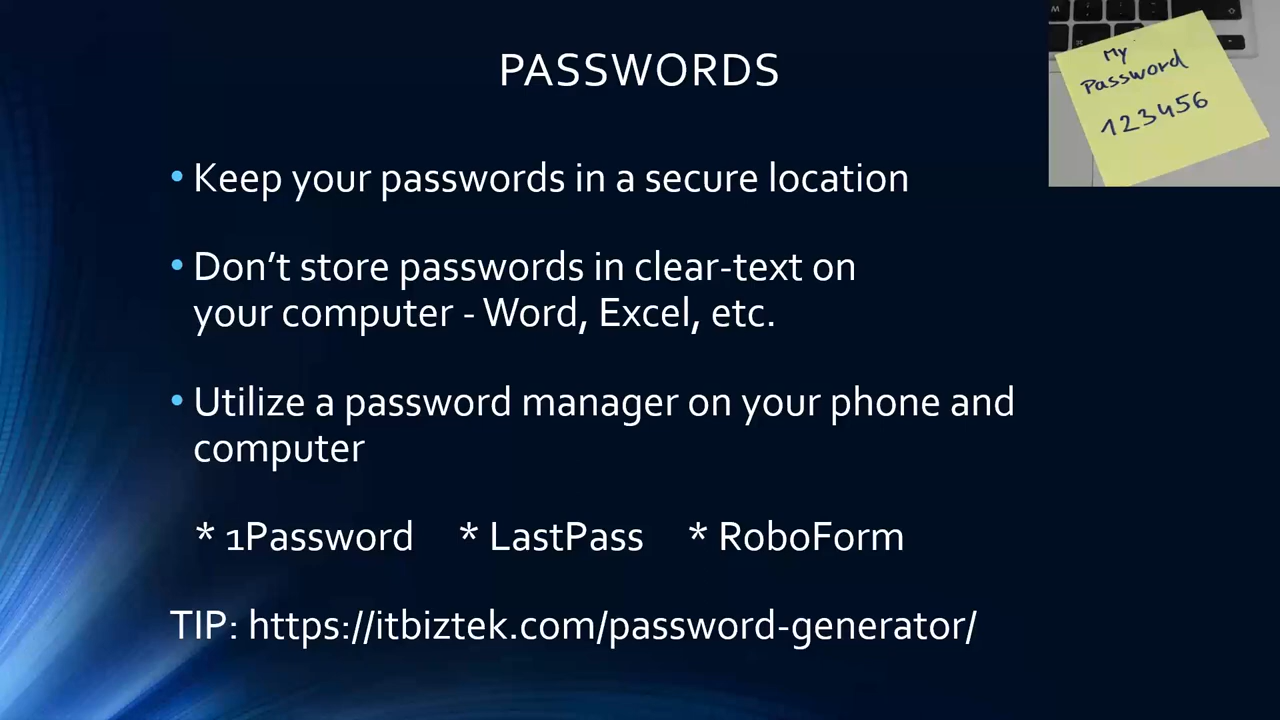 PASSWORDS
My
Password
123456
• Keep your passwords in a secure location
• Don’t store passwords in clear-text on
your computer - Word, Excel, etc.
• Utilize a password manager on your phone and
computer
* 1Password * LastPass * RoboForm
TIP: https://itbiztek.com/password-generator/